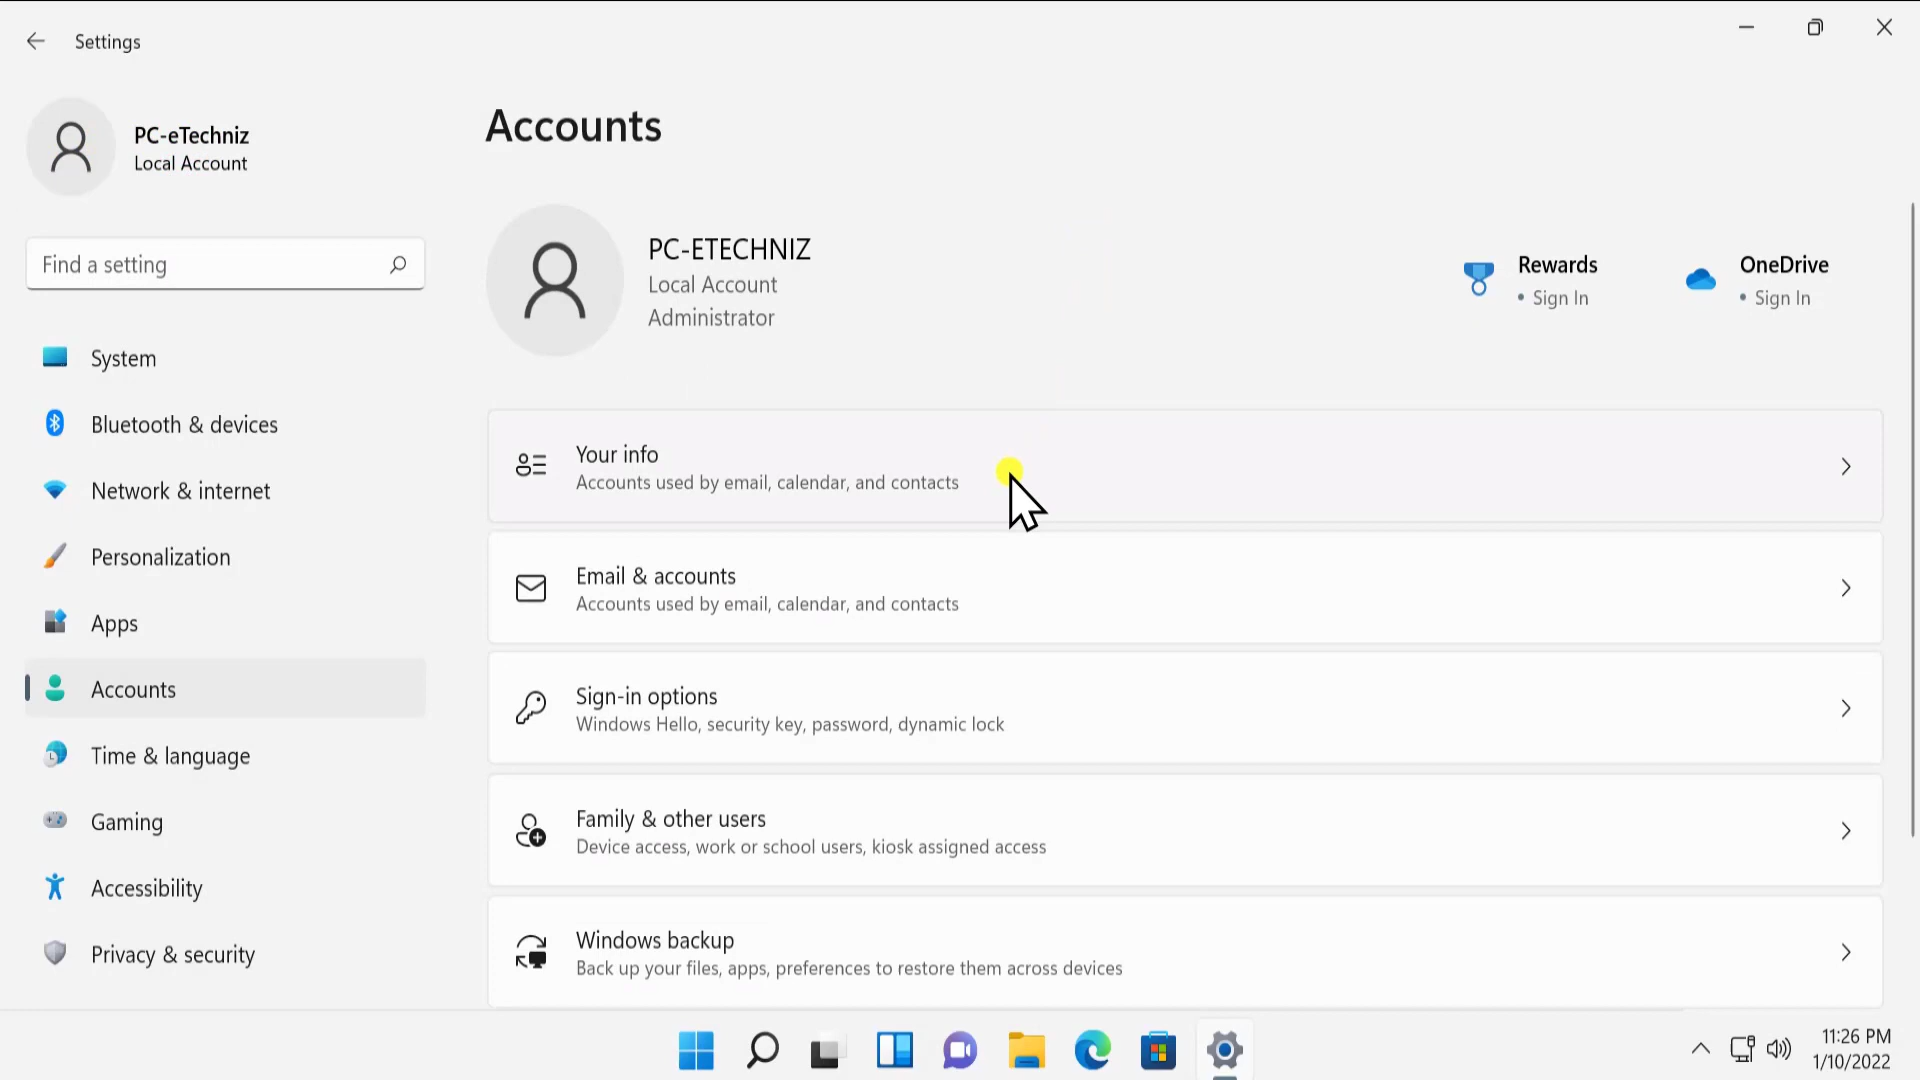 Settings
PC-eTechniz
Local Account
Find a setting
System
Bluetooth & devices
Network & internet
Personalization
Apps
Accounts
Time & language
Gaming
Accessibility
Privacy & security
Accounts
PC-ETECHNIZ
Local Account
Administrator
Rewards
• Sign In
OneDrive
• Sign In
Your info
Accounts used by email, calendar, and contacts
Email & accounts
Accounts used by email, calendar, and contacts
Sign-in options
Windows Hello, security key, password, dynamic lock
Family & other users
Device access, work or school users, kiosk assigned access
Windows backup
Back up your files, apps, preferences to restore them across devices
11:26 PM
1/10/2022